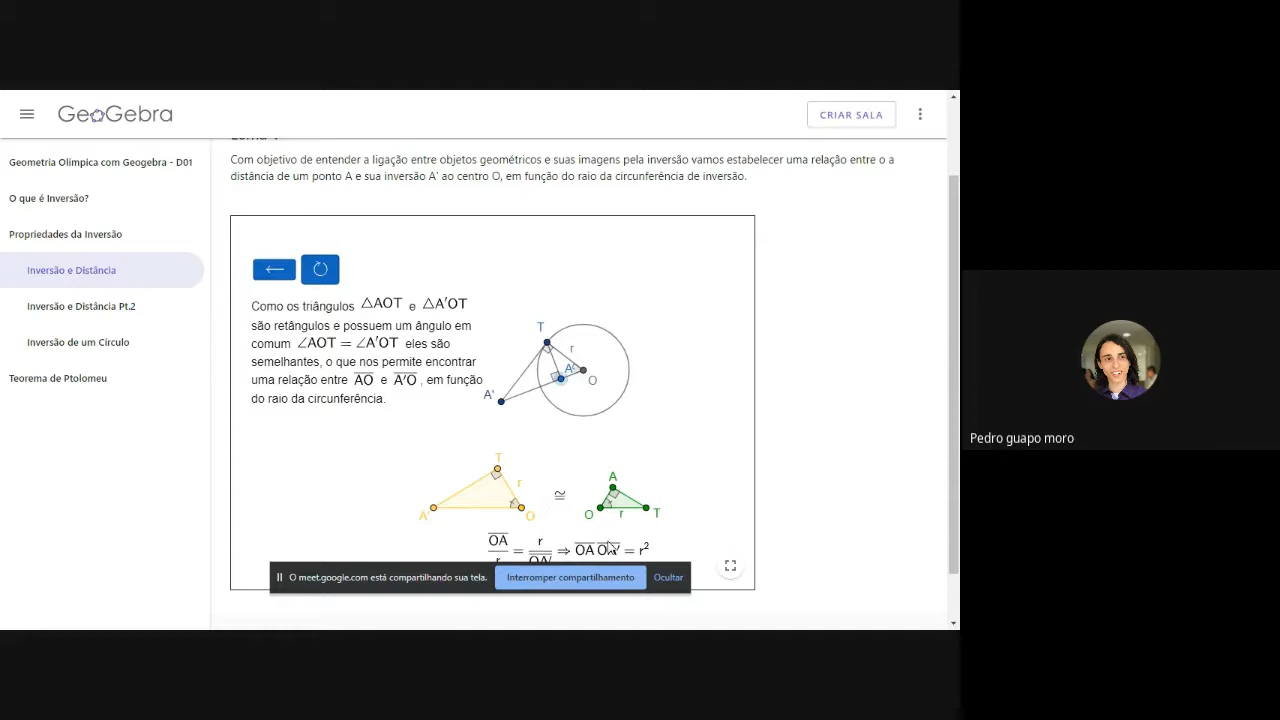 GeoGebra
CRIAR SALA
Geometria Olímpica com Geogebra - D01
O que é Inversão?
Propriedades da Inversão
Inversão e Distância
Inversão e Distância Pt.2
Inversão de um Círculo
Teorema de Ptolomeu
Com objetivo de entender a ligação entre objetos geométricos e suas imagens pela inversão vamos estabelecer uma relação entre o a
distância de um ponto A e sua inversão A' ao centro O, em função do raio da circunferência de inversão.
Como os triângulos △AOT e △A'OT
são retângulos e possuem um ângulo em
comum ∠AOT = ∠A'OT eles são
semelhantes, o que nos permite encontrar
uma relação entre AO e A'O , em função
do raio da circunferência.
T
r
A
O
A'
T
r
A'
O
≅
A
O
r
T
OA/r = r/OA' ⇒ OA OA' = r²
O meet.google.com está compartilhando sua tela.
Interromper compartilhamento
Ocultar
Pedro guapo moro